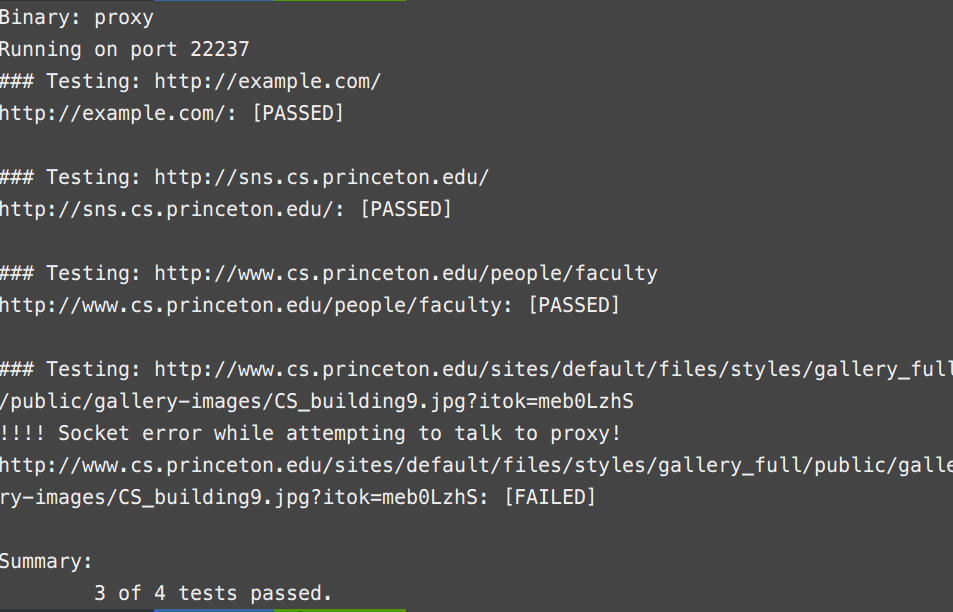 Binary: proxy
Running on port 22237
### Testing: http://example.com/
http://example.com/: [PASSED]
### Testing: http://sns.cs.princeton.edu/
http://sns.cs.princeton.edu/: [PASSED]
### Testing: http://www.cs.princeton.edu/people/faculty
http://www.cs.princeton.edu/people/faculty: [PASSED]
### Testing: http://www.cs.princeton.edu/sites/default/files/styles/gallery_full
/public/gallery-images/CS_building9.jpg?itok=meb0LzhS
!!!! Socket error while attempting to talk to proxy!
http://www.cs.princeton.edu/sites/default/files/styles/gallery_full/public/galle
ry-images/CS_building9.jpg?itok=meb0LzhS: [FAILED]
Summary:
3 of 4 tests passed.